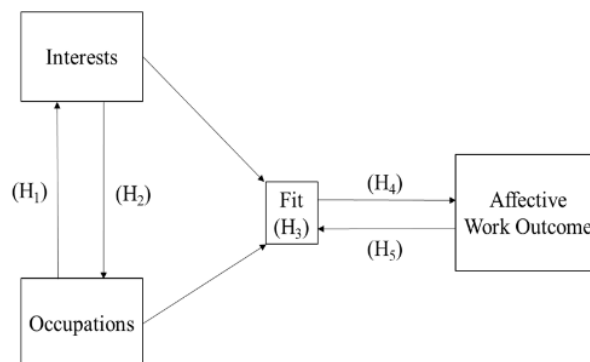 Interests
(H₁)
(H₂)
Fit
(H₃)
(H₄)
(H₅)
Affective
Work Outcome
Occupations